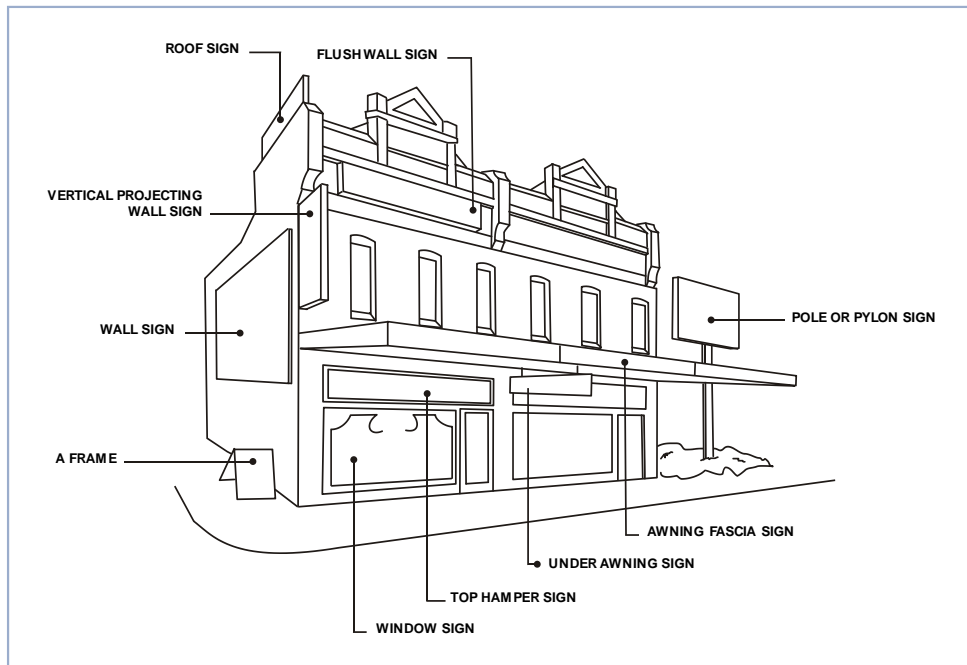 ROOF SIGN
FLUSH WALL SIGN
VERTICAL PROJECTING
WALL SIGN
WALL SIGN
POLE OR PYLON SIGN
A FRAME
AWNING FASCIA SIGN
UNDER AWNING SIGN
TOP HAMPER SIGN
WINDOW SIGN